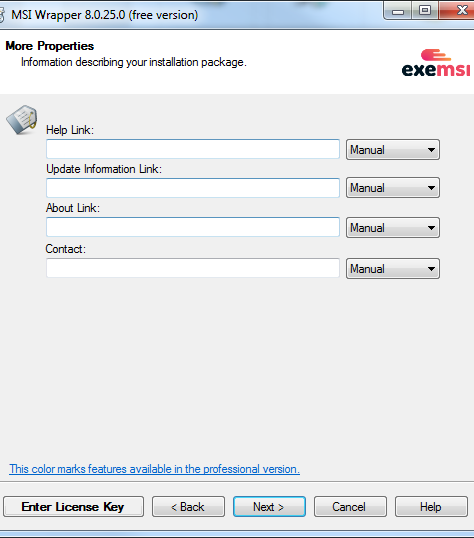 MSI Wrapper 8.0.25.0 (free version)
More Properties
Information describing your installation package.
exemsi
Help Link:
Manual
Update Information Link:
Manual
About Link:
Manual
Contact:
Manual
This color marks features available in the professional version.
Enter License Key
< Back
Next >
Cancel
Help